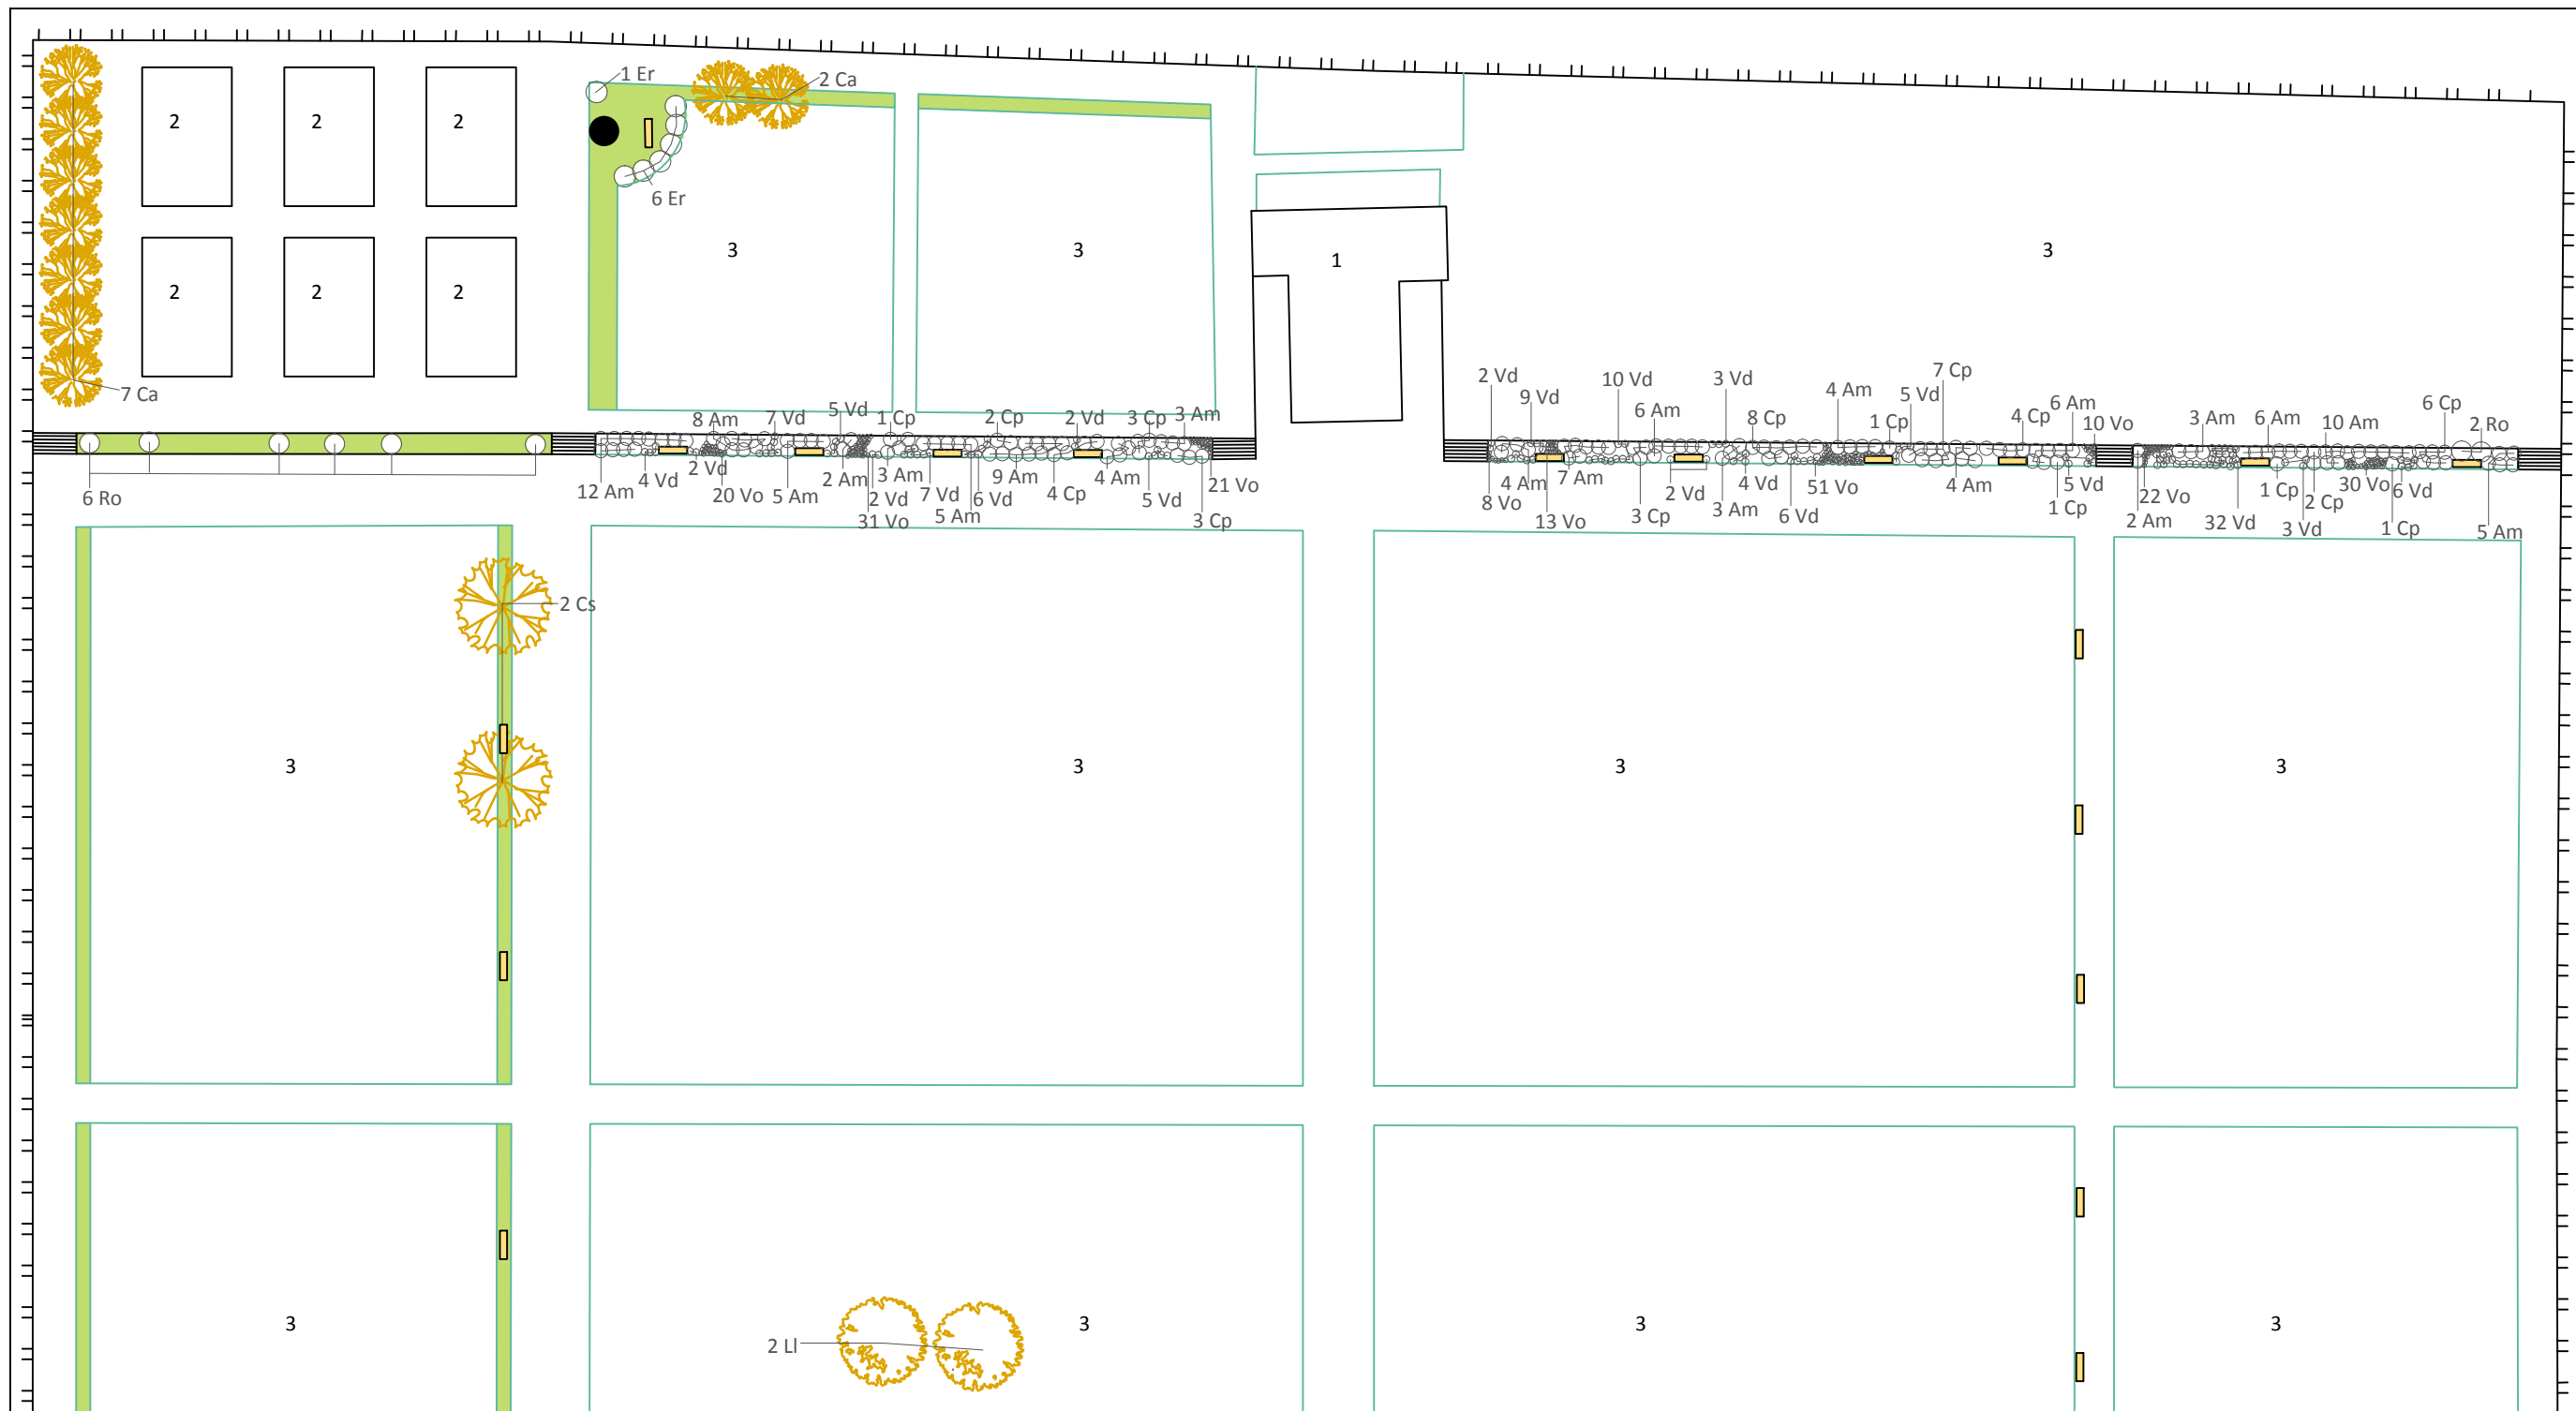 1 Er
2 Ca
2 2 2
6 Er
3 3 1 3
2 2 2
7 Ca
2 Vd 9 Vd 10 Vd 6 Am 3 Vd 8 Cp 4 Am 1 Cp 5 Vd 7 Cp 4 Cp 6 Am 10 Vo 3 Am 6 Am 10 Am 6 Cp 2 Ro
8 Am 7 Vd 5 Vd 1 Cp 2 Cp 2 Vd 3 Cp 3 Am
6 Ro
12 Am 4 Vd 2 Vd 20 Vo 5 Am 2 Am 31 Vo 2 Vd 3 Am 7 Vd 5 Am 6 Vd 9 Am 4 Cp 4 Am 5 Vd 3 Cp 21 Vo
8 Vo 4 Am 13 Vo 7 Am 3 Cp 2 Vd 3 Am 4 Vd 6 Vd 51 Vo 4 Am 1 Cp 5 Vd 2 Am 22 Vo 32 Vd 1 Cp 3 Vd 2 Cp 30 Vo 1 Cp 6 Vd 5 Am
2 Cs
3 3 3 3
3 3 3 3
2 Ll